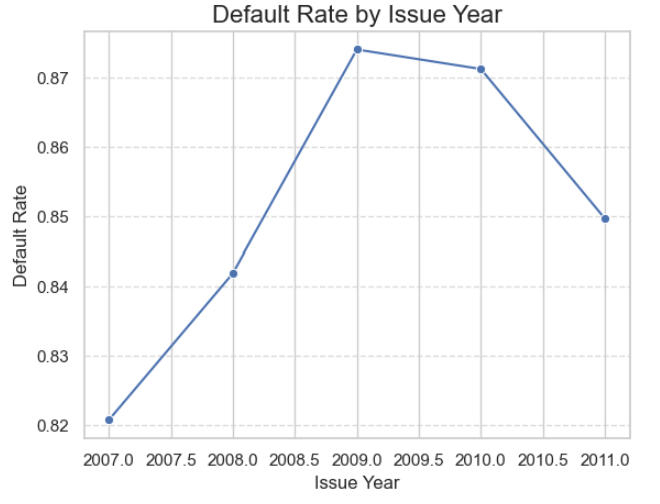 Default Rate by Issue Year
0.87
0.86
0.85
0.84
0.83
0.82
Default Rate
2007.0 2007.5 2008.0 2008.5 2009.0 2009.5 2010.0 2010.5 2011.0
Issue Year